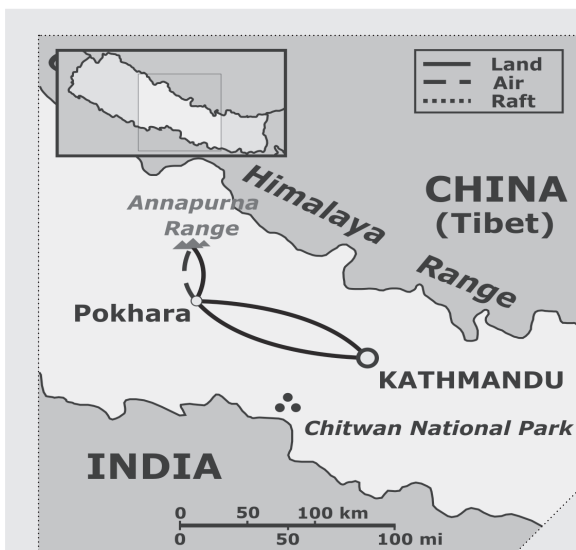 Land
Air
Raft
Himalaya
Range
CHINA
(Tibet)
Annapurna
Range
Pokhara
KATHMANDU
Chitwan National Park
INDIA
0 50 100 km
0 50 100 mi